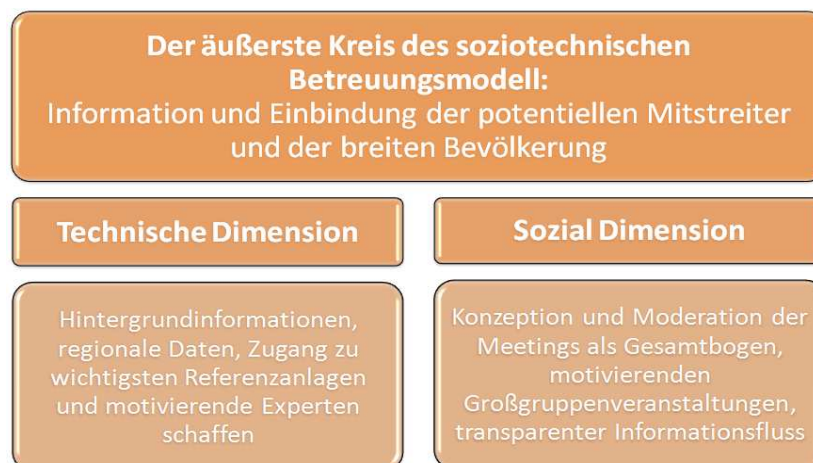 Der äußerste Kreis des soziotechnischen
Betreuungsmodell:
Information und Einbindung der potentiellen Mitstreiter
und der breiten Bevölkerung
Technische Dimension
Sozial Dimension
Hintergrundinformationen,
regionale Daten, Zugang zu
wichtigsten Referenzanlagen
und motivierende Experten
schaffen
Konzeption und Moderation der
Meetings als Gesamtbogen,
motivierenden
Großgruppenveranstaltungen,
transparenter Informationsfluss